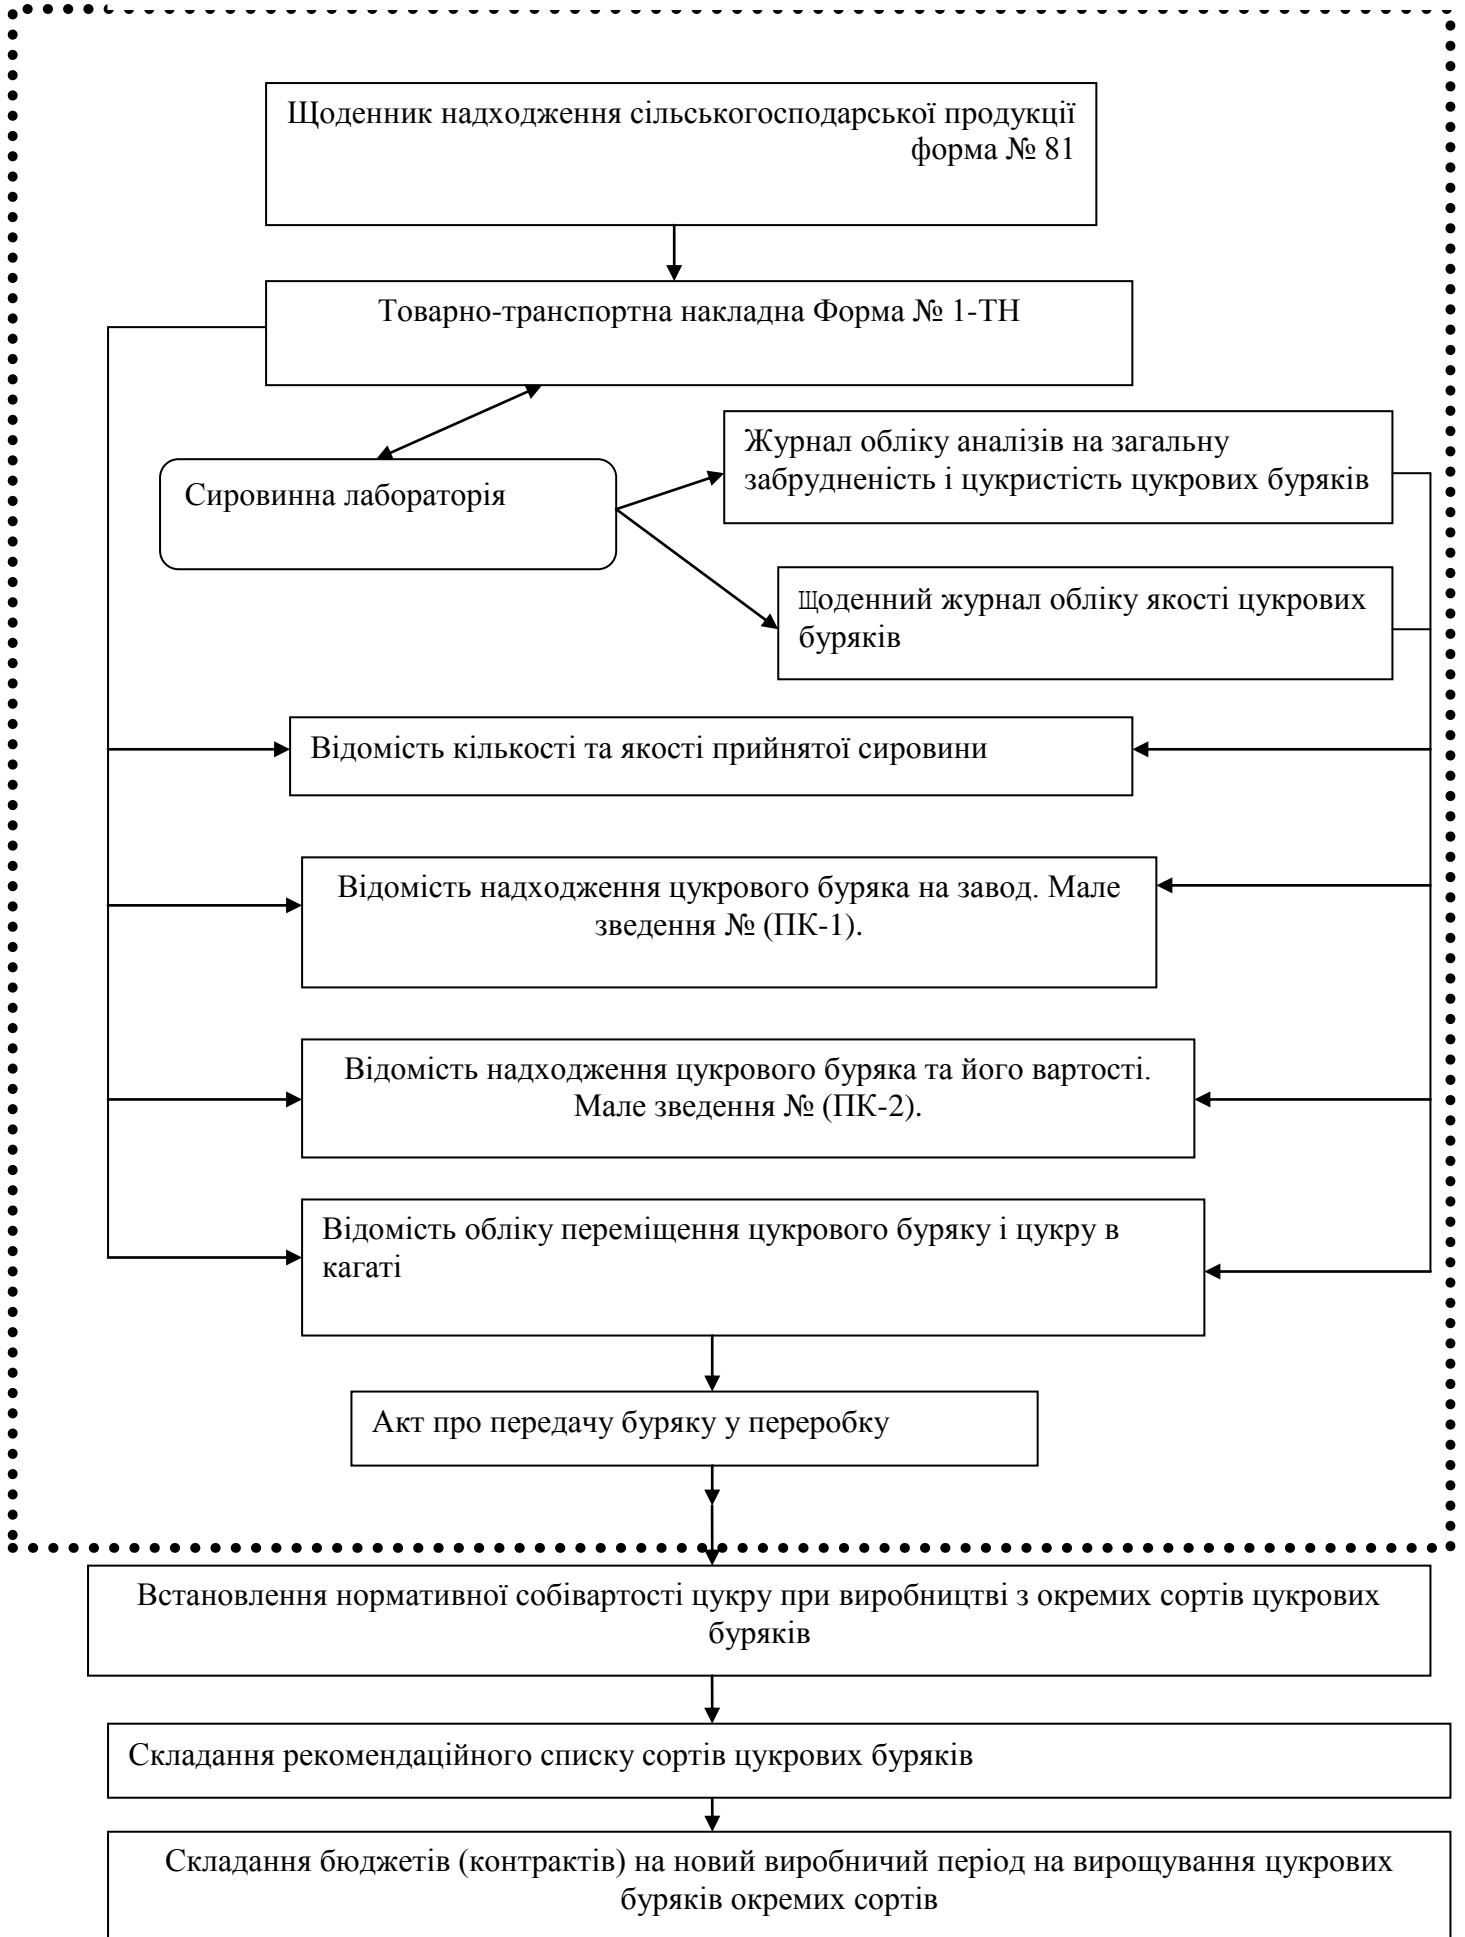 Щоденник надходження сільськогосподарської продукції
форма № 81
Товарно-транспортна накладна Форма № 1-ТН
Журнал обліку аналізів на загальну
забрудненість і цукристість цукрових буряків
Сировинна лабораторія
Щоденний журнал обліку якості цукрових
буряків
Відомість кількості та якості прийнятої сировини
Відомість надходження цукрового буряка на завод. Мале
зведення № (ПК-1).
Відомість надходження цукрового буряка та його вартості.
Мале зведення № (ПК-2).
Відомість обліку переміщення цукрового буряку і цукру в
кагаті
Акт про передачу буряку у переробку
Встановлення нормативної собівартості цукру при виробництві з окремих сортів цукрових
буряків
Складання рекомендаційного списку сортів цукрових буряків
Складання бюджетів (контрактів) на новий виробничий період на вирощування цукрових
буряків окремих сортів